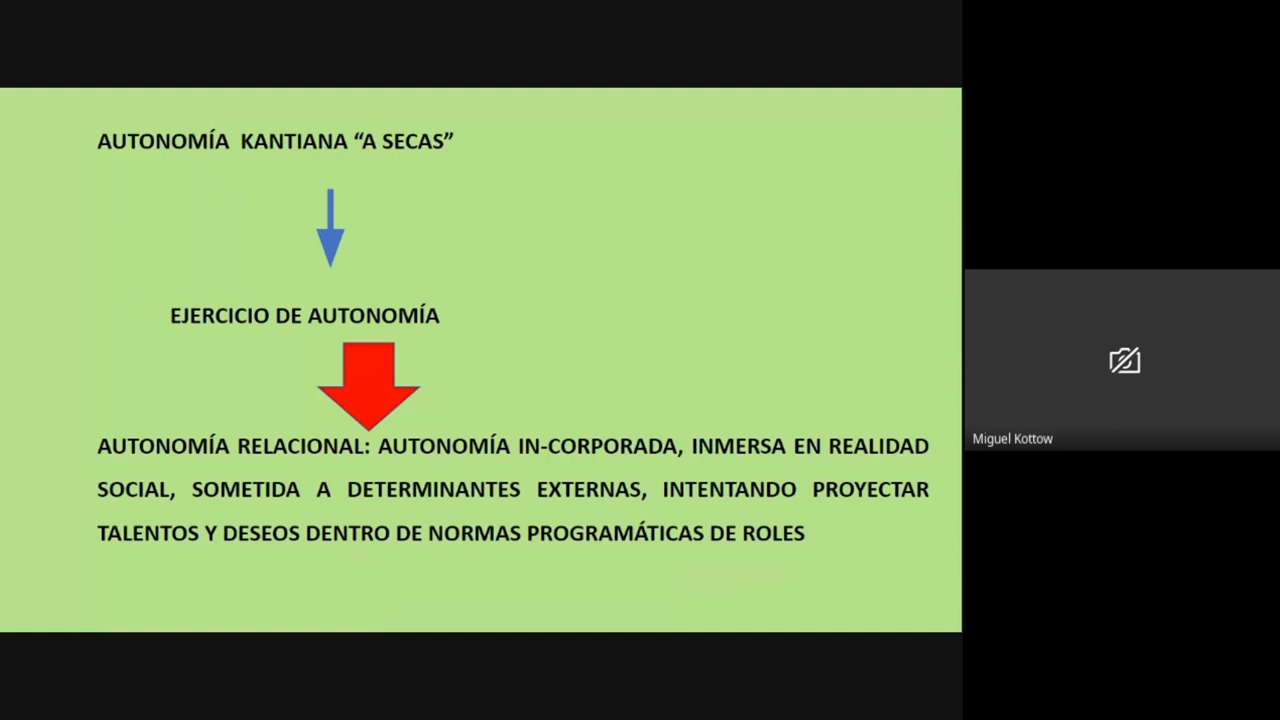 AUTONOMÍA KANTIANA “A SECAS”
EJERCICIO DE AUTONOMÍA
AUTONOMÍA RELACIONAL: AUTONOMÍA IN-CORPORADA, INMERSA EN REALIDAD
SOCIAL, SOMETIDA A DETERMINANTES EXTERNAS, INTENTANDO PROYECTAR
TALENTOS Y DESEOS DENTRO DE NORMAS PROGRAMÁTICAS DE ROLES
Miguel Kottow